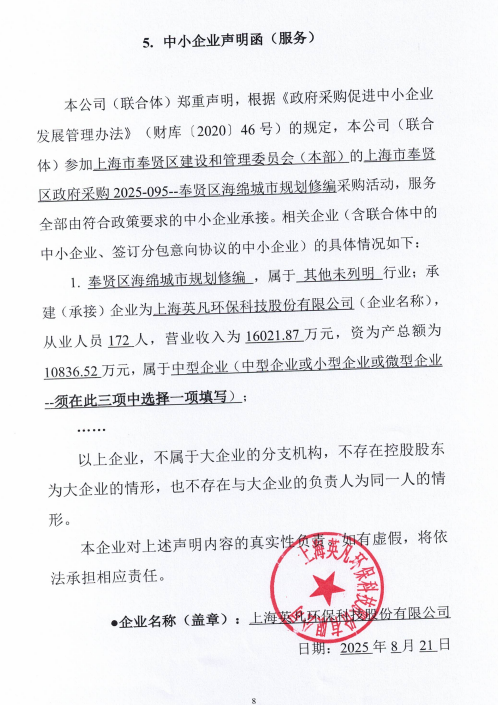 5. 中小企业声明函（服务）
本公司（联合体）郑重声明，根据《政府采购促进中小企业
发展管理办法》（财库〔2020〕46 号）的规定，本公司（联合
体）参加上海市奉贤区建设和管理委员会（本部）的上海市奉贤
区政府采购 2025-095--奉贤区海绵城市规划修编采购活动，服务
全部由符合政策要求的中小企业承接。相关企业（含联合体中的
中小企业、签订分包意向协议的中小企业）的具体情况如下：
1. 奉贤区海绵城市规划修编 ，属于 其他未列明 行业；承
建（承接）企业为上海英凡环保科技股份有限公司（企业名称），
从业人员 172 人，营业收入为 16021.87 万元，资为产总额为
10836.52 万元，属于中型企业（中型企业或小型企业或微型企业
--须在此三项中选择一项填写）；
……
以上企业，不属于大企业的分支机构，不存在控股股东
为大企业的情形，也不存在与大企业的负责人为同一人的情
形。
本企业对上述声明内容的真实性负责。如有虚假，将依
法承担相应责任。
●企业名称（盖章）：上海英凡环保科技股份有限公司
上海英凡环保科技股份有限公司
日期：2025 年 8 月 21 日
8